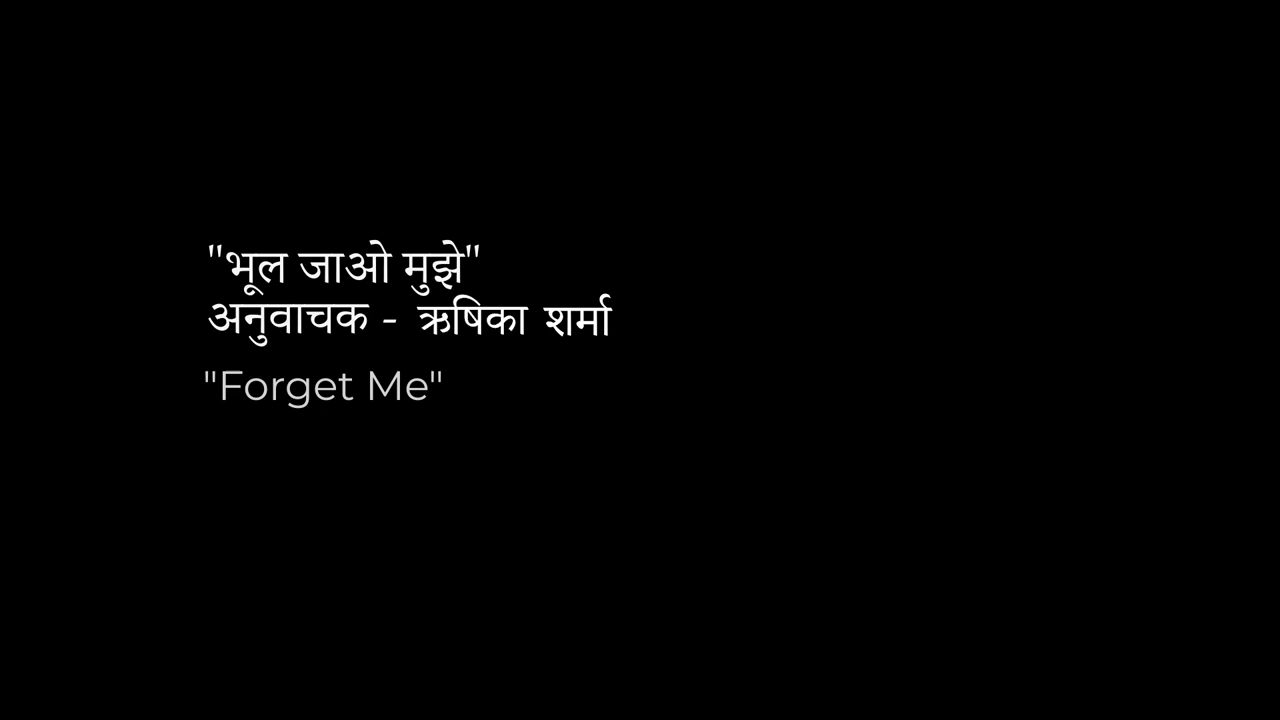 "भूल जाओ मुझे"
अनुवाचक - ऋषिका शर्मा
"Forget Me"